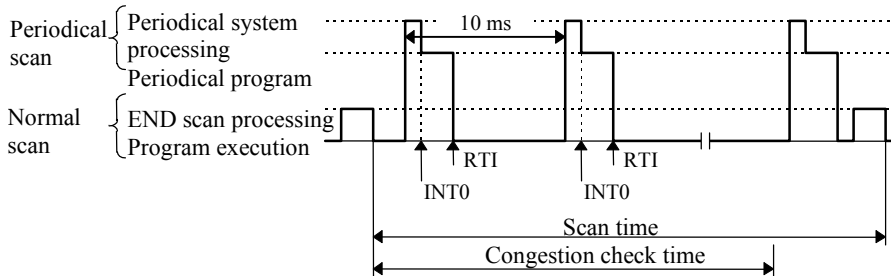 Periodical scan
Periodical system processing
Periodical program
Normal scan
END scan processing
Program execution
10 ms
INT0
RTI
INT0
RTI
Scan time
Congestion check time